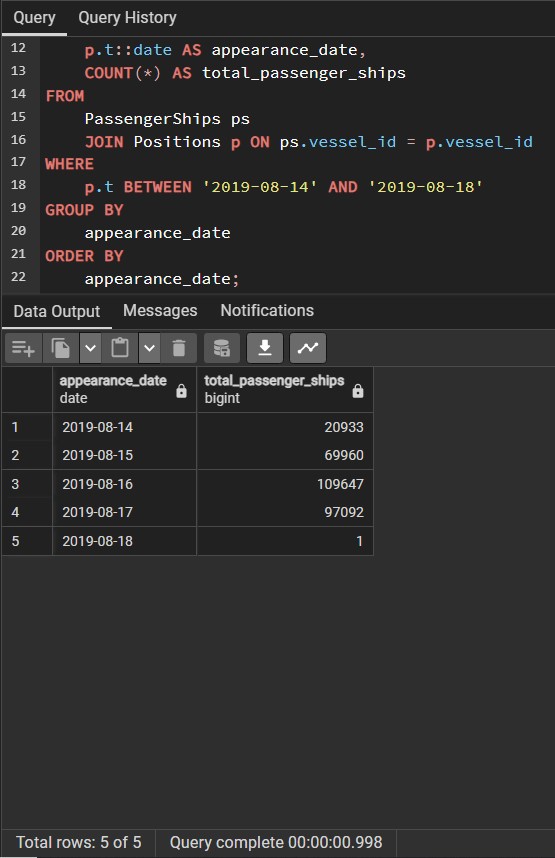 Query Query History
12 p.t::date AS appearance_date,
13 COUNT(*) AS total_passenger_ships
14 FROM
15 PassengerShips ps
16 JOIN Positions p ON ps.vessel_id = p.vessel_id
17 WHERE
18 p.t BETWEEN '2019-08-14' AND '2019-08-18'
19 GROUP BY
20 appearance_date
21 ORDER BY
22 appearance_date;
Data Output Messages Notifications
appearance_date total_passenger_ships
date bigint
1 2019-08-14 20933
2 2019-08-15 69960
3 2019-08-16 109647
4 2019-08-17 97092
5 2019-08-18 1
Total rows: 5 of 5 Query complete 00:00:00.998